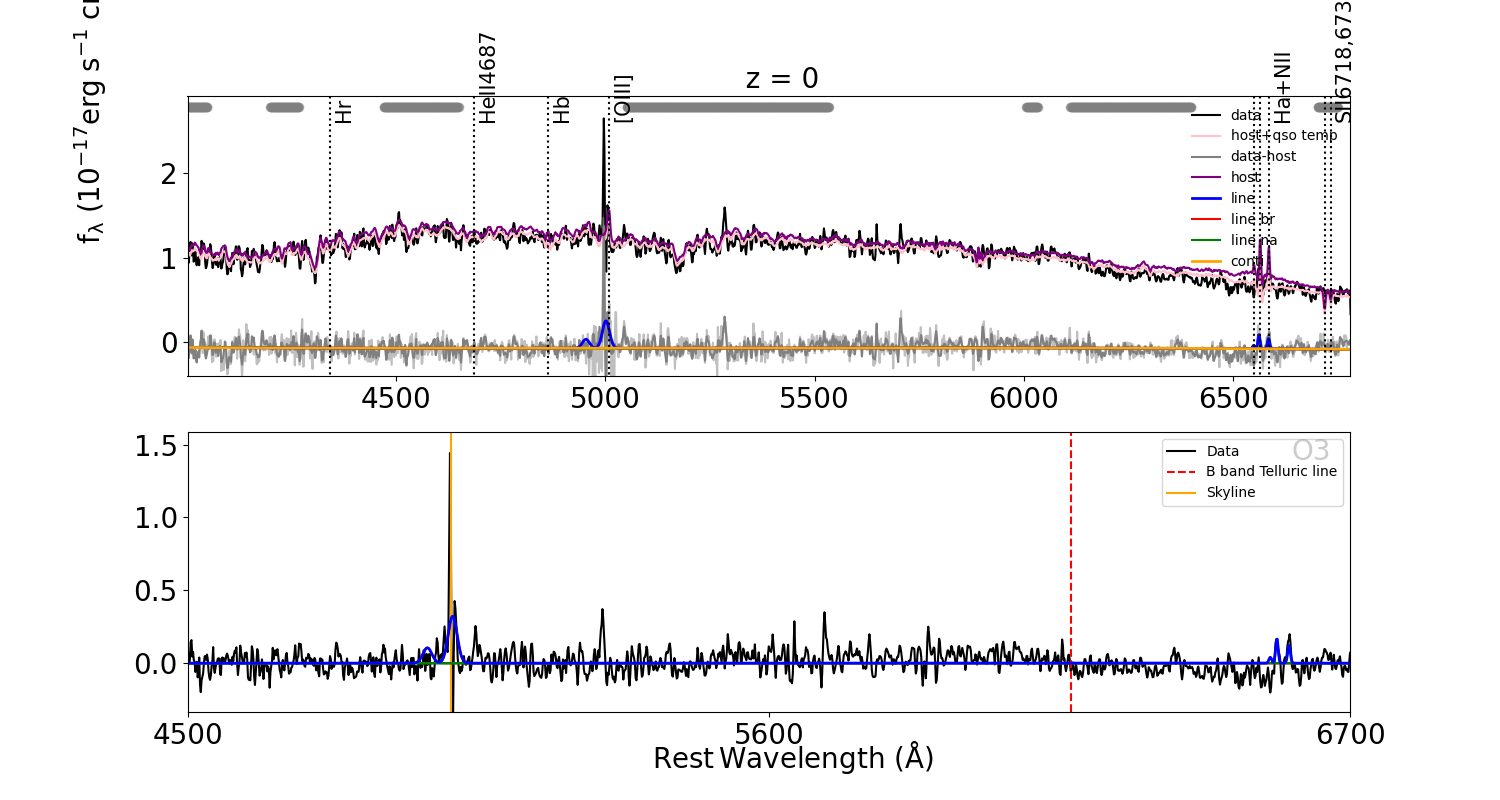 z = 0
f_λ (10^−17 erg s^−1
Hr
HeII4687
Hb
[OIII]
Ha+NII
SII6718,673
data
host+qso temp
data-host
host
line
line br
line na
conti
2
1
0
4500
5000
5500
6000
6500
O3
Data
B band Telluric line
Skyline
1.5
1.0
0.5
0.0
4500
5600
6700
Rest Wavelength (Å)